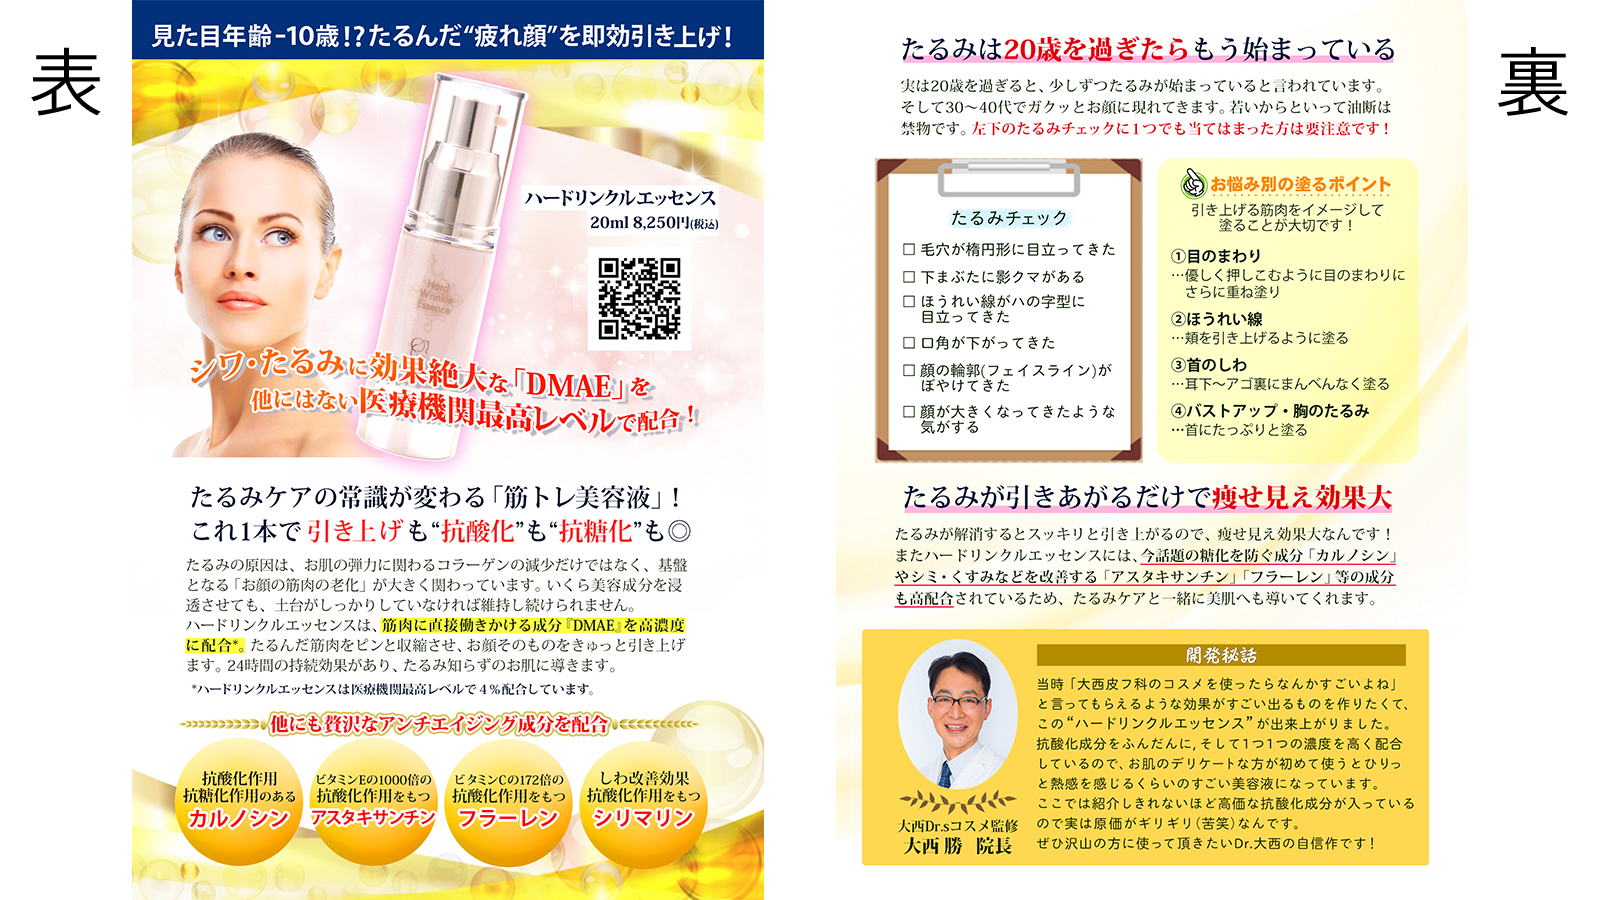 表
見た目年齢-10歳!?たるんだ“疲れ顔”を即効引き上げ!
ハードリンクルエッセンス
20ml 8,250円(税込)
Hard
Wrinkle
Essence
シワ・たるみに効果絶大な「DMAE」を
他にはない医療機関最高レベルで配合!
たるみケアの常識が変わる「筋トレ美容液」!
これ1本で引き上げも“抗酸化”も“抗糖化”も◎
たるみの原因は、お肌の弾力に関わるコラーゲンの減少だけではなく、基盤
となる「お顔の筋肉の老化」が大きく関わっています。いくら美容成分を浸
透させても、土台がしっかりしていなければ維持し続けられません。
ハードリンクルエッセンスは、筋肉に直接働きかける成分『DMAE』を高濃度
に配合*。たるんだ筋肉をピンと収縮させ、お顔そのものをきゅっと引き上げ
ます。24時間の持続効果があり、たるみ知らずのお肌に導きます。
*ハードリンクルエッセンスは医療機関最高レベルで4%配合しています。
他にも贅沢なアンチエイジング成分を配合
抗酸化作用
抗糖化作用のある
カルノシン
ビタミンEの1000倍の
抗酸化作用をもつ
アスタキサンチン
ビタミンCの172倍の
抗酸化作用をもつ
フラーレン
しわ改善効果
抗酸化作用をもつ
シリマリン
裏
たるみは20歳を過ぎたらもう始まっている
実は20歳を過ぎると、少しずつたるみが始まっていると言われています。
そして30〜40代でガクッとお顔に現れてきます。若いからといって油断は
禁物です。左下のたるみチェックに1つでも当てはまった方は要注意です!
たるみチェック
□ 毛穴が楕円形に目立ってきた
□ 下まぶたに影クマがある
□ ほうれい線がハの字型に
目立ってきた
□ 口角が下がってきた
□ 顔の輪郭(フェイスライン)が
ぼやけてきた
□ 顔が大きくなってきたような
気がする
お悩み別の塗るポイント
引き上げる筋肉をイメージして
塗ることが大切です!
①目のまわり
…優しく押しこむように目のまわりに
さらに重ね塗り
②ほうれい線
…頬を引き上げるように塗る
③首のしわ
…耳下〜アゴ裏にまんべんなく塗る
④バストアップ・胸のたるみ
…首にたっぷりと塗る
たるみが引きあがるだけで痩せ見え効果大
たるみが解消するとスッキリと引き上がるので、痩せ見え効果大なんです!
またハードリンクルエッセンスには、今話題の糖化を防ぐ成分「カルノシン」
やシミ・くすみなどを改善する「アスタキサンチン」「フラーレン」等の成分
も高配合されているため、たるみケアと一緒に美肌へも導いてくれます。
開発秘話
当時「大西皮フ科のコスメを使ったらなんかすごいよね」
と言ってもらえるような効果がすごい出るものを作りたくて、
この“ハードリンクルエッセンス”が出来上がりました。
抗酸化成分をふんだんに,そして1つ1つの濃度を高く配合
しているので、お肌のデリケートな方が初めて使うとひりっ
と熱感を感じるくらいのすごい美容液になっています。
ここでは紹介しきれないほど高価な抗酸化成分が入っている
ので実は原価がギリギリ(苦笑)なんです。
ぜひ沢山の方に使って頂きたいDr.大西の自信作です!
大西Dr.sコスメ監修
大西 勝 院長